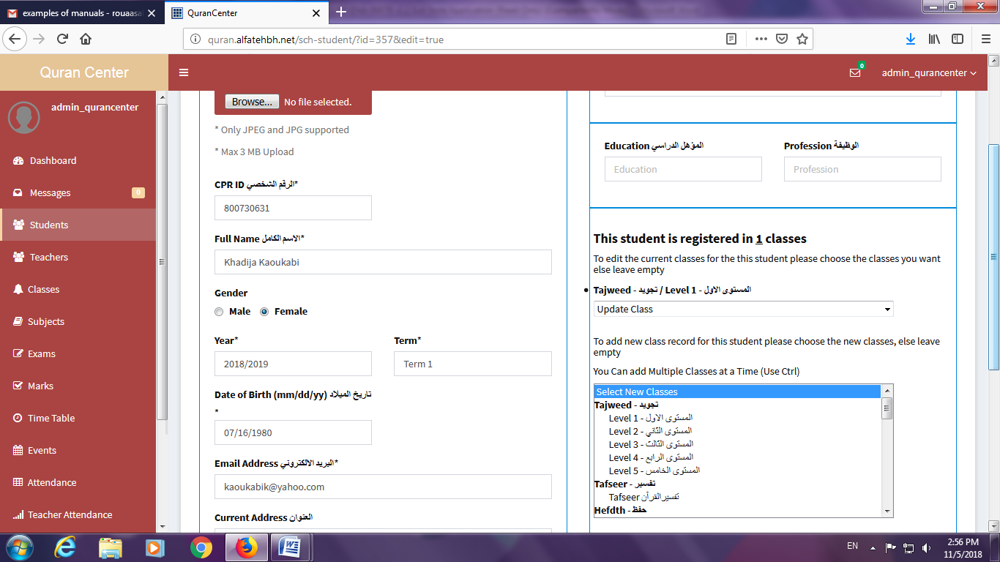 examples of manuals - rouaasal
QuranCenter
quran.alfatehbh.net/sch-student/?id=357&edit=true
Quran Center
0
admin_qurancenter
admin_qurancenter
Dashboard
Messages
0
Students
Teachers
Classes
Subjects
Exams
Marks
Time Table
Events
Attendance
Teacher Attendance
Browse... No file selected.
* Only JPEG and JPG supported
* Max 3 MB Upload
CPR ID الرقم الشخصي*
800730631
Full Name الاسم الكامل*
Khadija Kaoukabi
Gender
Male Female
Year* Term*
2018/2019 Term 1
Date of Birth (mm/dd/yy) تاريخ الميلاد
*
07/16/1980
Email Address البريد الالكتروني*
kaoukabik@yahoo.com
Current Address العنوان
Education المؤهل الدراسي Profession الوظيفة
Education Profession
This student is registered in 1 classes
To edit the current classes for the this student please choose the classes you want
else leave empty
Tajweed - تجويد / Level 1 - المستوى الاول
Update Class
To add new class record for this student please choose the new classes, else leave
empty
You Can add Multiple Classes at a Time (Use Ctrl)
Select New Classes
Tajweed - تجويد
Level 1 - المستوى الاول
Level 2 - المستوى الثاني
Level 3 - المستوى الثالث
Level 4 - المستوى الرابع
Level 5 - المستوى الخامس
Tafseer - تفسير
Tafseer تفسيرالقرآن
Hefdth - حفظ
EN
2:56 PM
11/5/2018